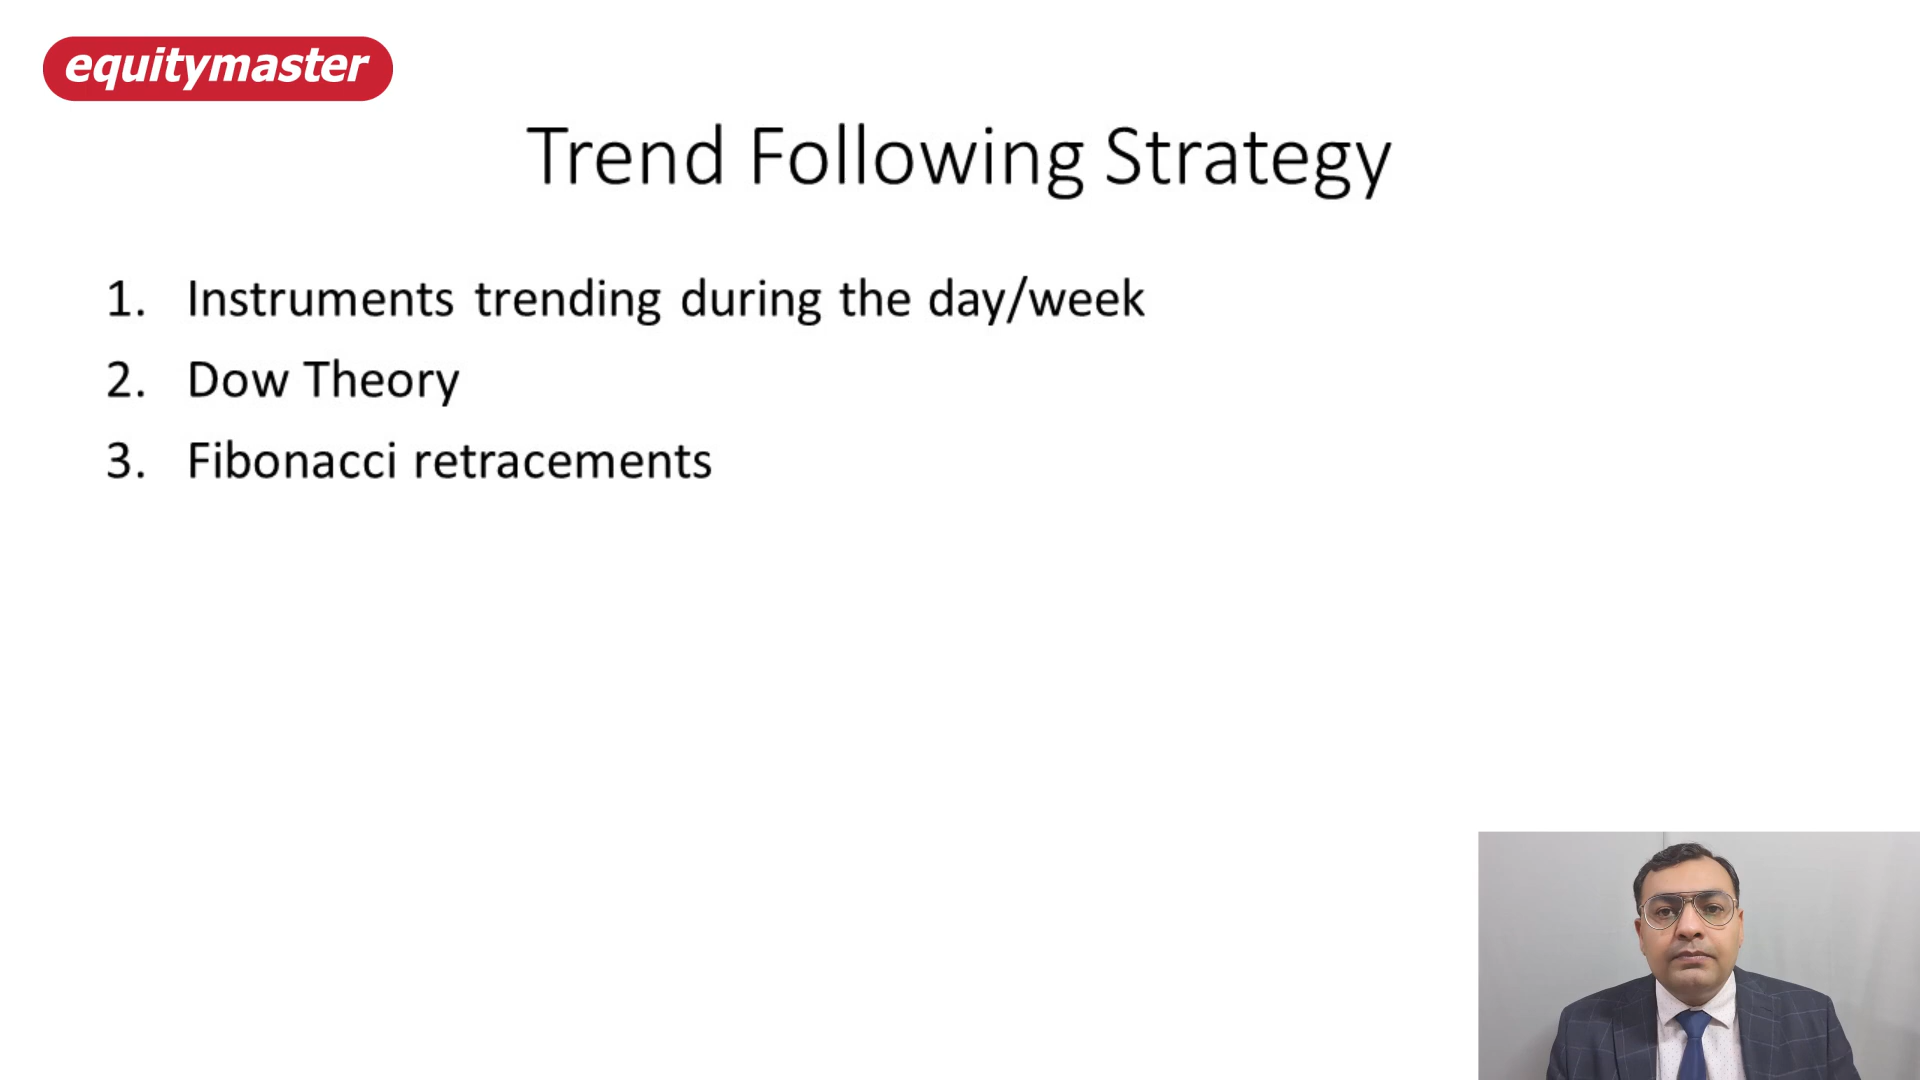 equitymaster
Trend Following Strategy
1. Instruments trending during the day/week
2. Dow Theory
3. Fibonacci retracements